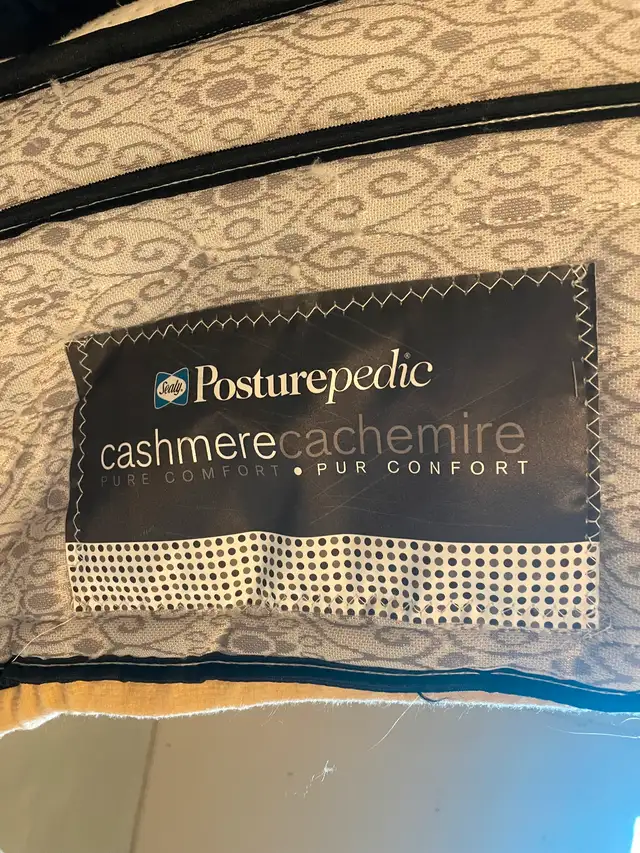 Sealy Posturepedic®
cashmerecachemire
PURE COMFORT • PUR CONFORT